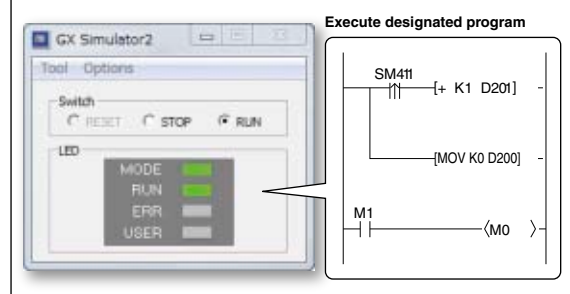 Execute designated program
GX Simulator2
Tool Options
Switch
RESET STOP RUN
LED
MODE
RUN
ERR
USER
SM411
[+ K1 D201]
[MOV K0 D200]
M1
M0